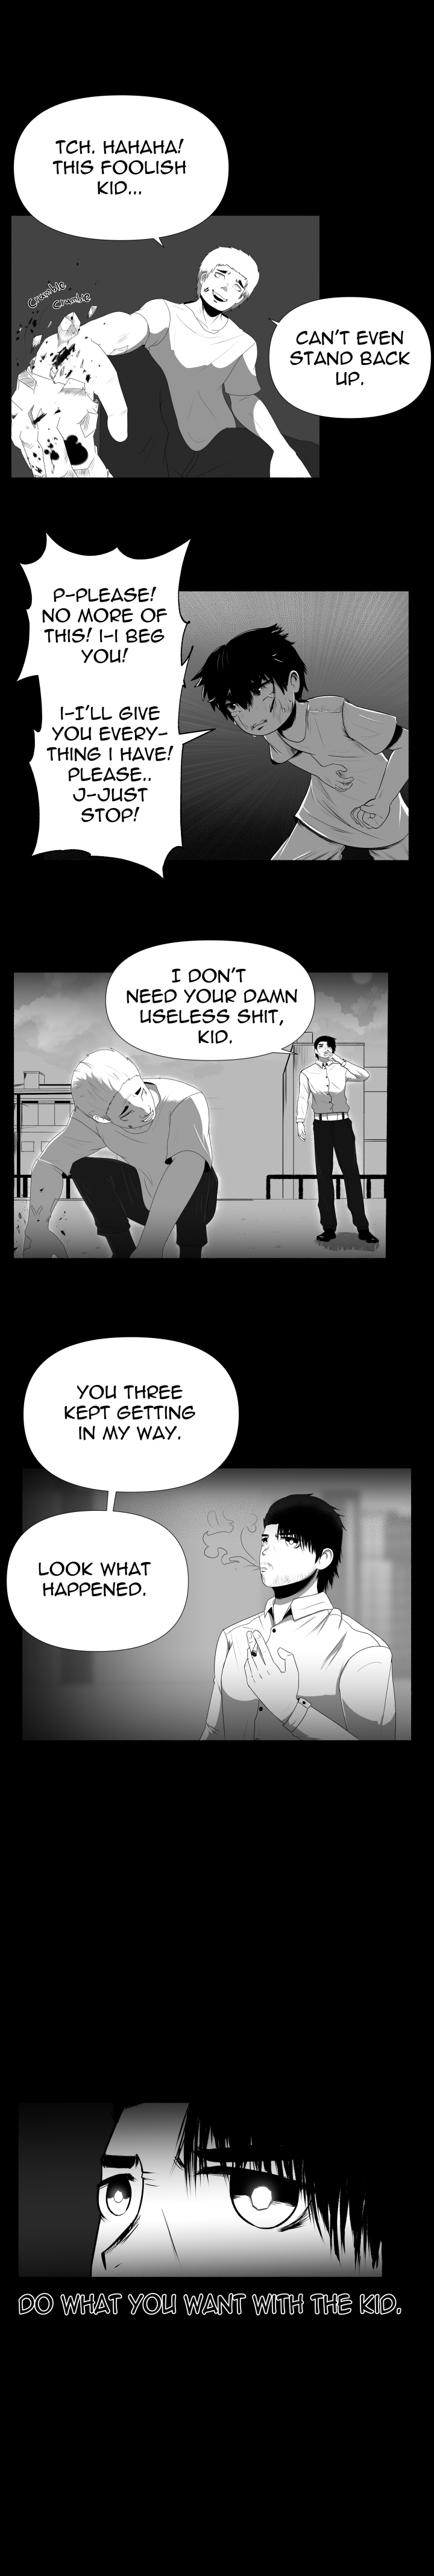 TCH. HAHAHA!
THIS FOOLISH
KID...
Crumble
Crumble
CAN'T EVEN
STAND BACK
UP.
P-PLEASE!
NO MORE OF
THIS! I-I BEG
YOU!
I-I'LL GIVE
YOU EVERY-
THING I HAVE!
PLEASE..
J-JUST
STOP!
I DON'T
NEED YOUR DAMN
USELESS SHIT,
KID.
YOU THREE
KEPT GETTING
IN MY WAY.
LOOK WHAT
HAPPENED.
DO WHAT YOU WANT WITH THE KID.